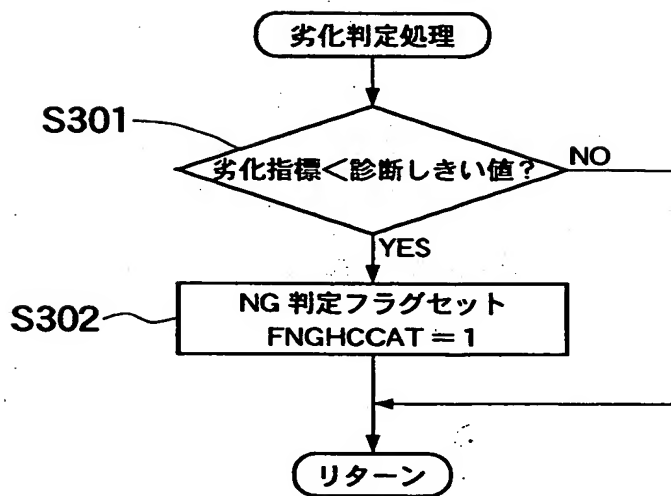 劣化判定処理
S301
劣化指標<診断しきい値?
NO
YES
S302
NG 判定フラグセット
FNGHCCAT = 1
リターン